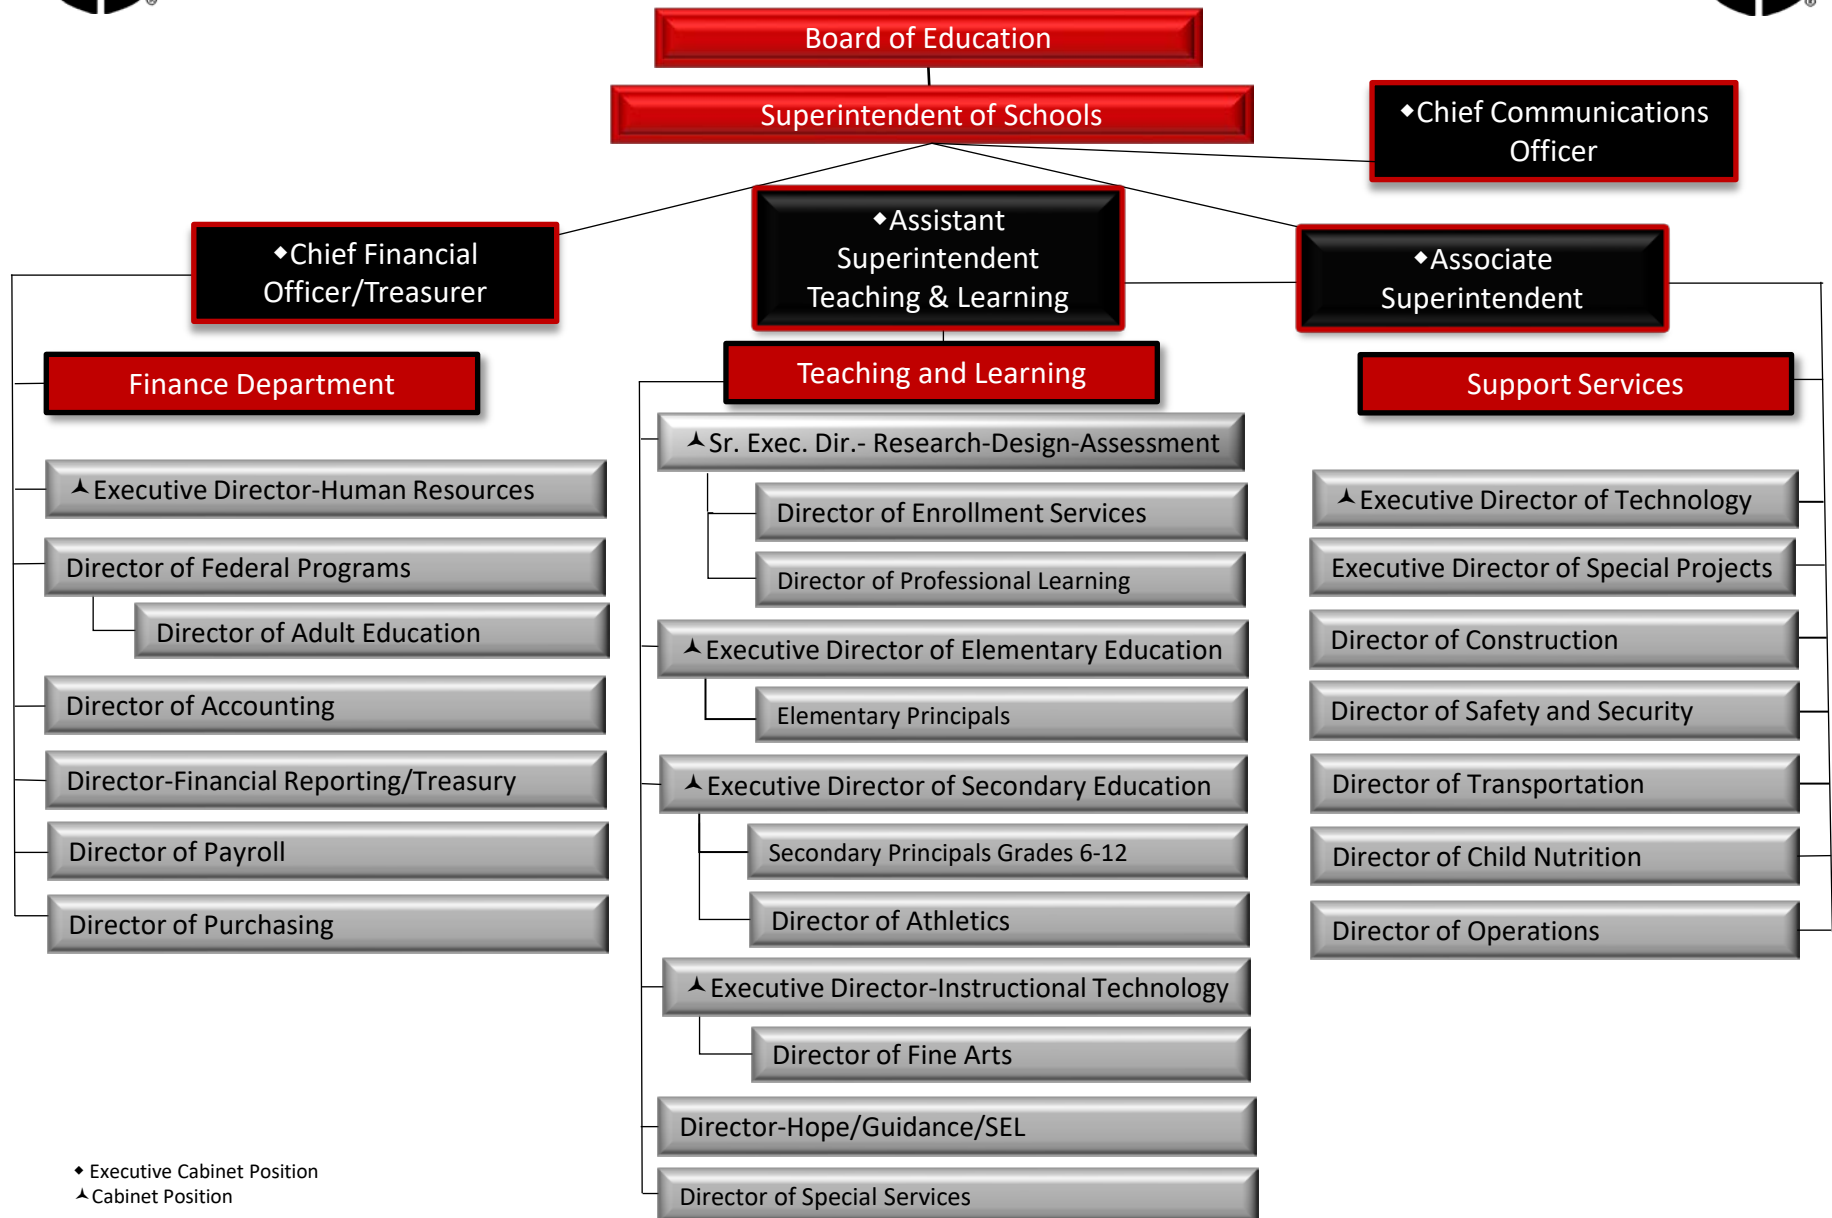 ®
®
Board of Education
Superintendent of Schools
◆Chief Communications
Officer
◆Chief Financial
Officer/Treasurer
◆Assistant
Superintendent
Teaching & Learning
◆Associate
Superintendent
Finance Department
Executive Director-Human Resources
Director of Federal Programs
Director of Adult Education
Director of Accounting
Director-Financial Reporting/Treasury
Director of Payroll
Director of Purchasing
Teaching and Learning
Sr. Exec. Dir.- Research-Design-Assessment
Director of Enrollment Services
Director of Professional Learning
Executive Director of Elementary Education
Elementary Principals
Executive Director of Secondary Education
Secondary Principals Grades 6-12
Director of Athletics
Executive Director-Instructional Technology
Director of Fine Arts
Director-Hope/Guidance/SEL
Director of Special Services
Support Services
Executive Director of Technology
Executive Director of Special Projects
Director of Construction
Director of Safety and Security
Director of Transportation
Director of Child Nutrition
Director of Operations
◆ Executive Cabinet Position
Cabinet Position